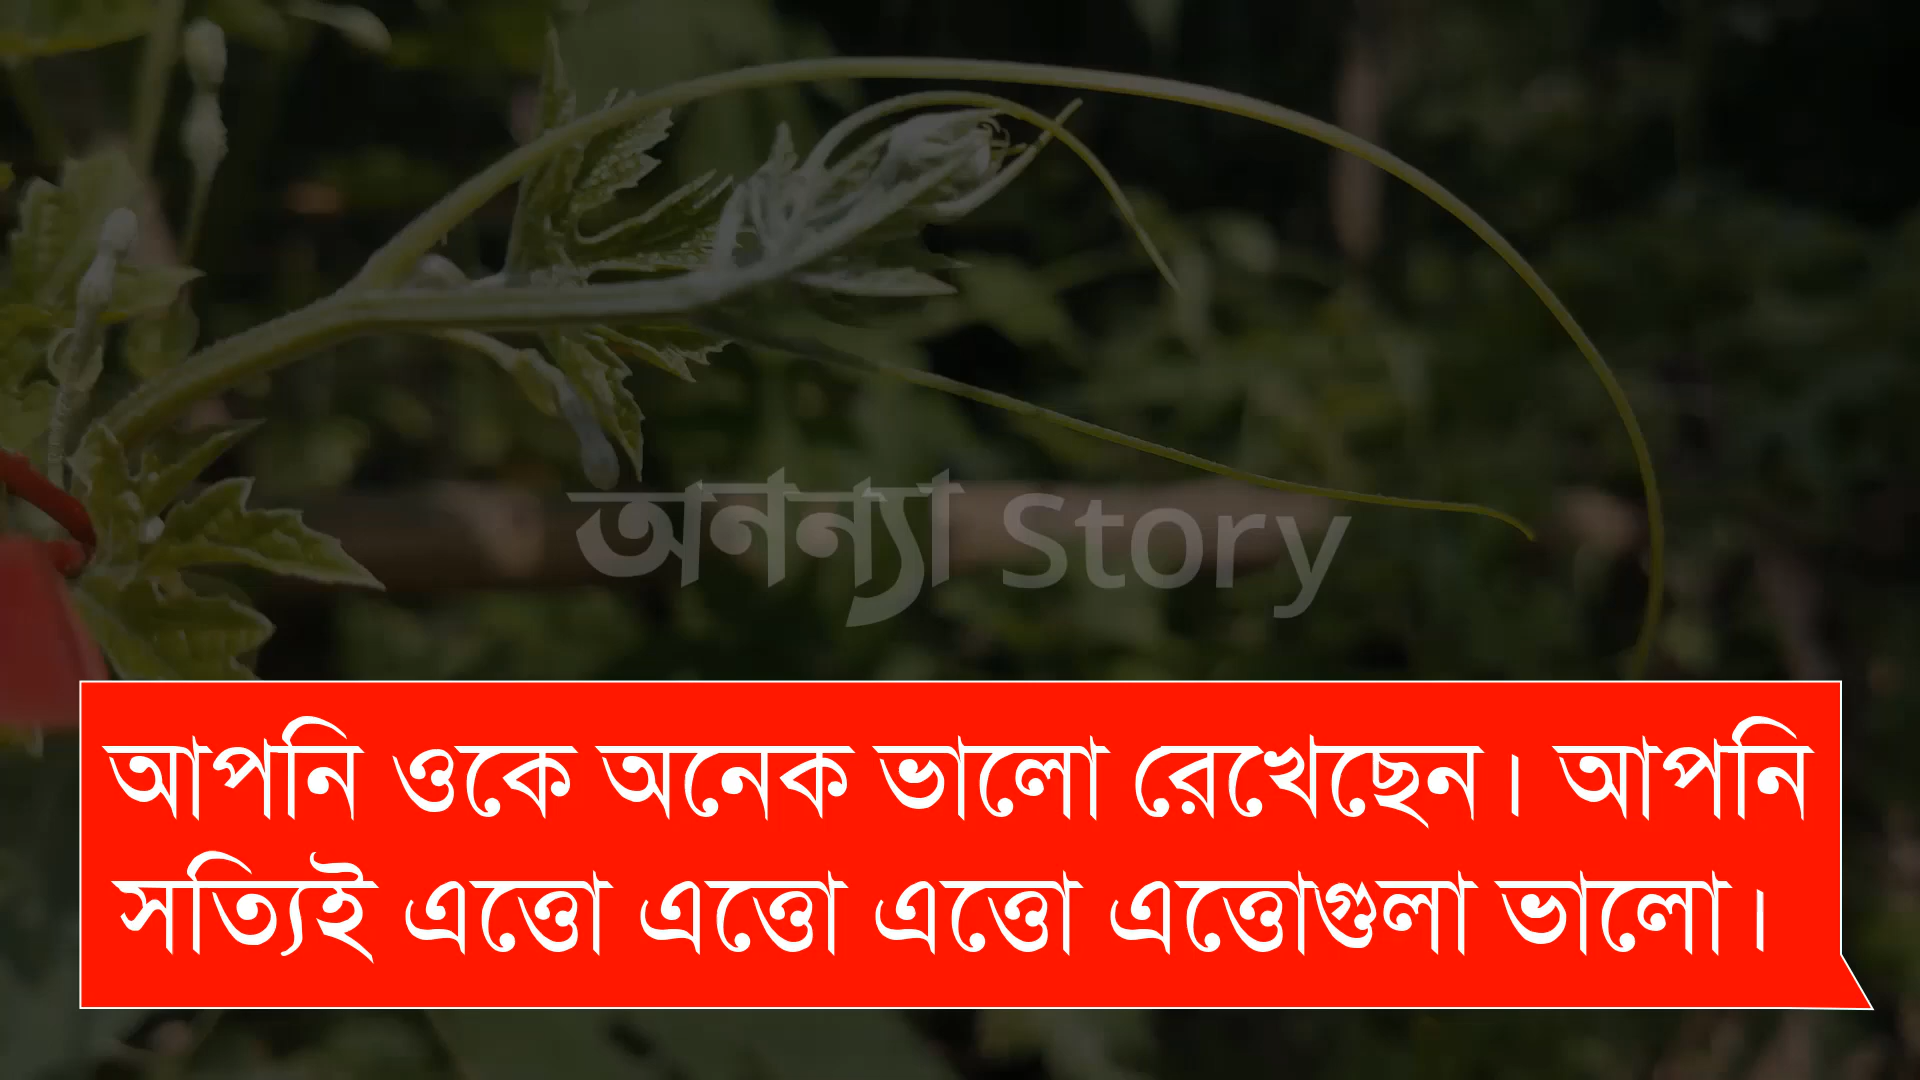 অনন্যা Story
আপনি ওকে অনেক ভালো রেখেছেন। আপনি
সত্যিই এত্তো এত্তো এত্তো এত্তোগুলা ভালো।